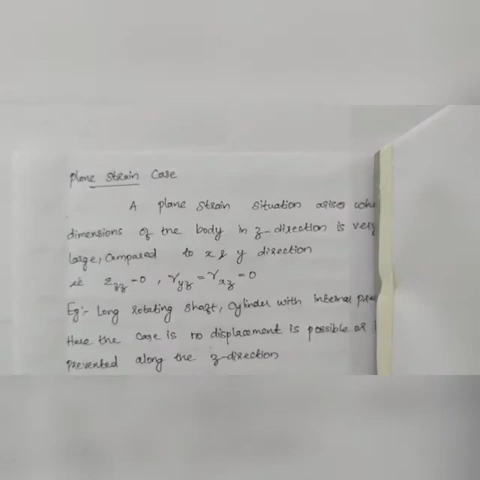 Plane Strain Case
A plane strain situation arises
dimensions of the body in z-direction is very
large, Compared to x & y direction
ie εzz=0, γyz=γxz=0
Eg:- Long rotating shaft, Cylinder with internal
Here the case is no displacement is possible or
prevented along the z-direction